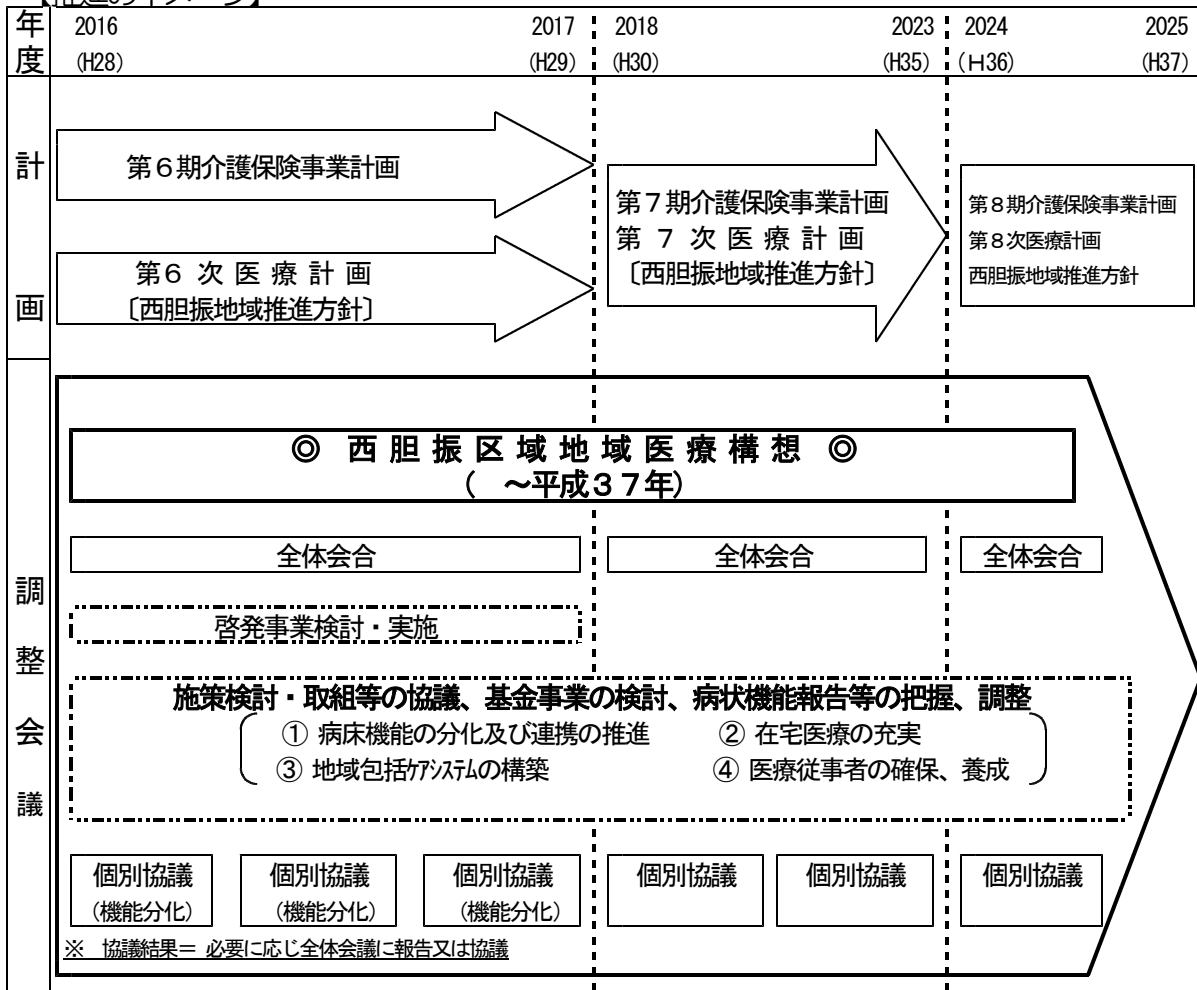 【推進のイメージ】
年度
2016 2017 2018 2023 2024 2025
(H28) (H29) (H30) (H35) (H36) (H37)
計画
第6期介護保険事業計画
第6次医療計画
〔西胆振地域推進方針〕
第7期介護保険事業計画
第7次医療計画
〔西胆振地域推進方針〕
第8期介護保険事業計画
第8次医療計画
西胆振地域推進方針
調整会議
◎ 西胆振区域地域医療構想 ◎
( ~平成37年)
全体会合 全体会合 全体会合
啓発事業検討・実施
施策検討・取組等の協議、基金事業の検討、病状機能報告等の把握、調整
① 病床機能の分化及び連携の推進 ② 在宅医療の充実
③ 地域包括ケアシステムの構築 ④ 医療従事者の確保、養成
個別協議 個別協議 個別協議 個別協議 個別協議 個別協議
(機能分化) (機能分化) (機能分化)
※ 協議結果= 必要に応じ全体会議に報告又は協議